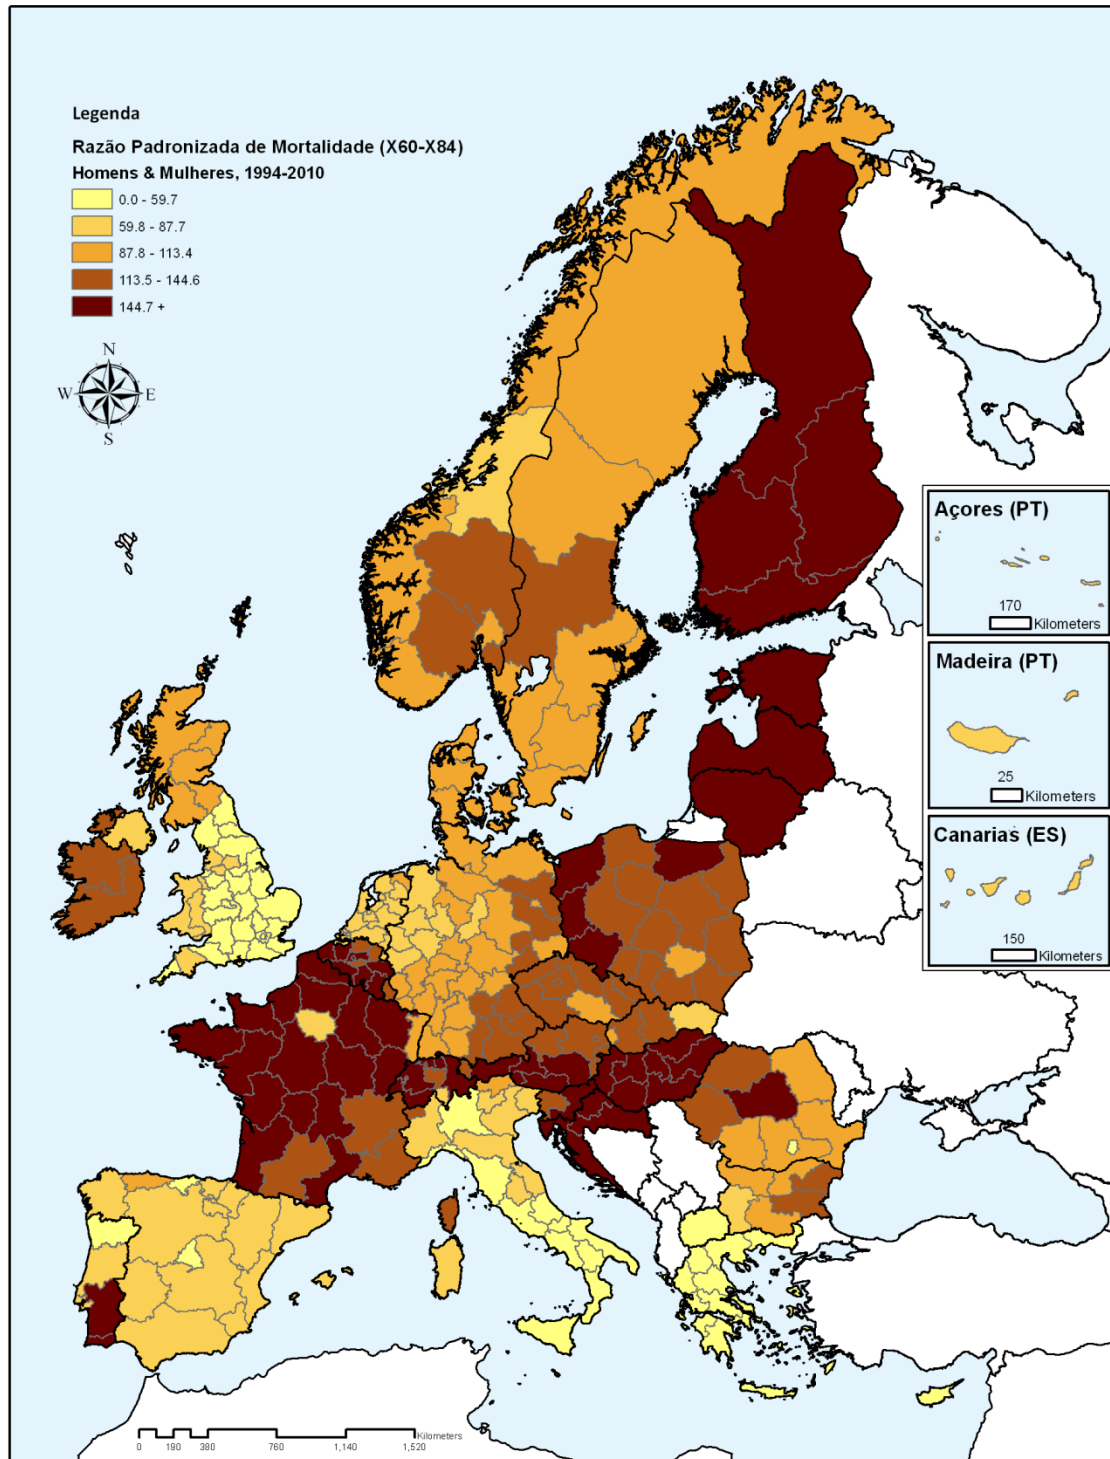 Legenda
Razão Padronizada de Mortalidade (X60-X84)
Homens & Mulheres, 1994-2010
0.0 - 59.7
59.8 - 87.7
87.8 - 113.4
113.5 - 144.6
144.7 +
N
W E
S
Açores (PT)
170
Kilometers
Madeira (PT)
25
Kilometers
Canarias (ES)
150
Kilometers
Kilometers
0 190 380 760 1,140 1,520